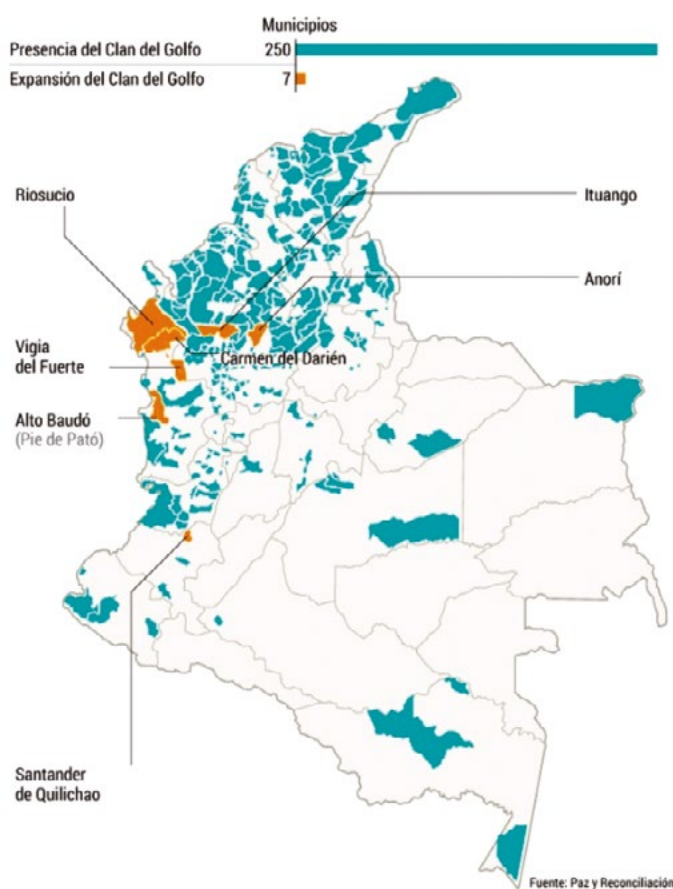 Municipios
Presencia del Clan del Golfo 250
Expansión del Clan del Golfo 7
Riosucio
Ituango
Anorí
Vigia
del Fuerte
Carmen del Darién
Alto Baudó
(Pie de Pató)
Santander
de Quilichao
Fuente: Paz y Reconciliación